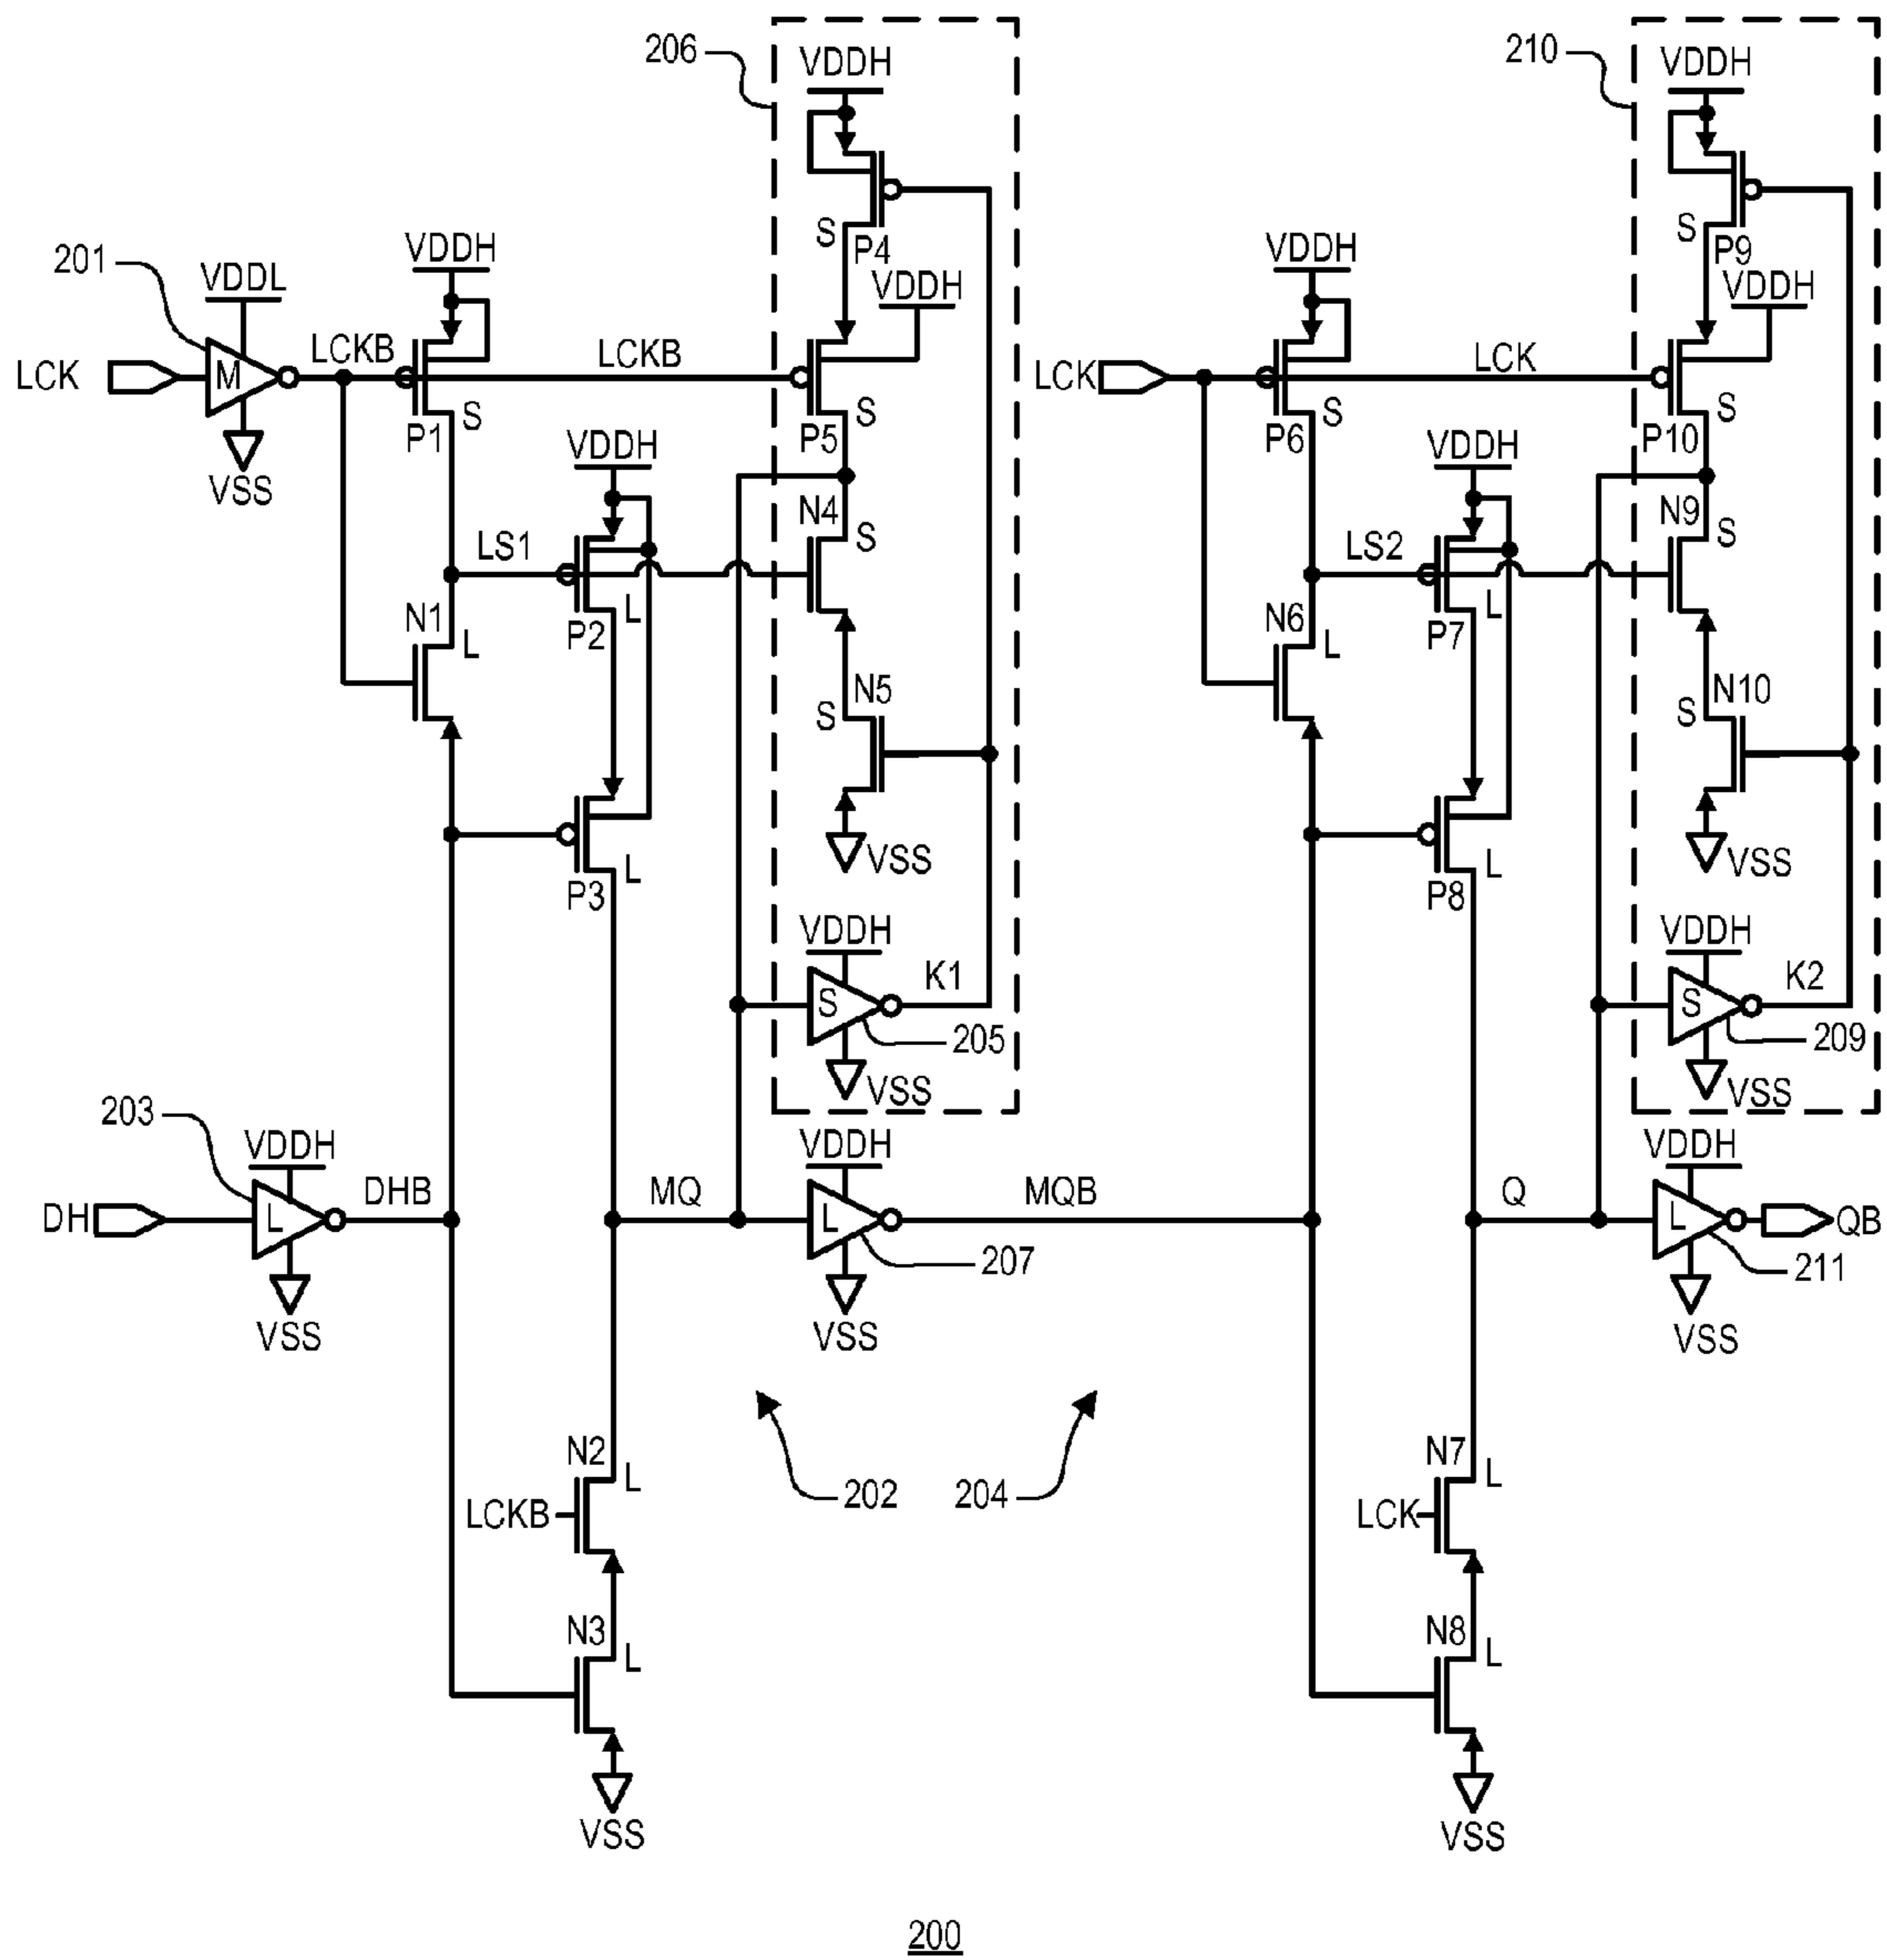 206
VDDH
210
VDDH
S
P4
S
P9
201
VDDL
VDDH
VDDH
VDDH
VDDH
LCK
M
LCKB
LCKB
LCK
LCK
P1
S
P5
S
P6
S
P10
S
VSS
VDDH
VDDH
N4
S
N9
S
LS1
LS2
N1
L
P2
L
N6
L
P7
L
S
N5
S
N10
VSS
VSS
P3
L
P8
L
VDDH
VDDH
S
K1
S
K2
205
209
VSS
VSS
203
VDDH
VDDH
VDDH
DH
L
DHB
MQ
L
MQB
Q
L
QB
207
211
VSS
VSS
VSS
N2
L
N7
L
LCKB
202
204
LCK
N3
L
N8
L
VSS
VSS
200